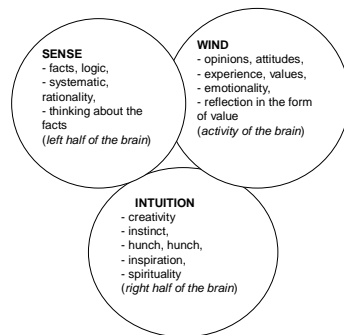 SENSE
- facts, logic,
- systematic,
rationality,
- thinking about the
facts
(left half of the brain)
WIND
- opinions, attitudes,
- experience, values,
- emotionality,
- reflection in the form
of value
(activity of the brain)
INTUITION
- creativity
- instinct,
- hunch, hunch,
- inspiration,
- spirituality
(right half of the brain)